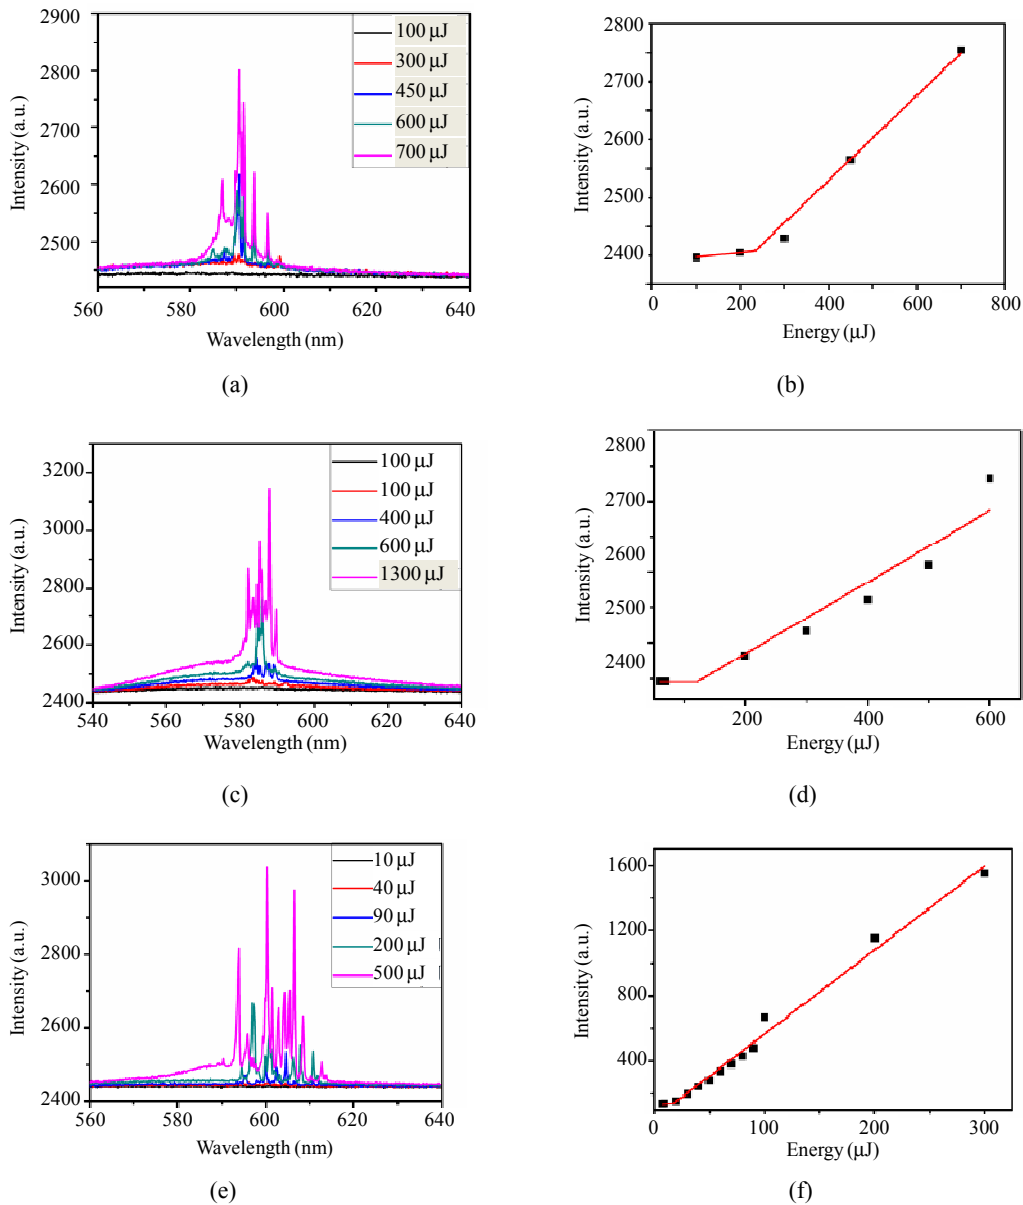 2900
2800
2700
2600
2500
560
580
600
620
640
Intensity (a.u.)
Wavelength (nm)
100 μJ
300 μJ
450 μJ
600 μJ
700 μJ
(a)
2800
2700
2600
2500
2400
0
200
400
600
800
Intensity (a.u.)
Energy (μJ)
(b)
3200
3000
2800
2600
2400
540
560
580
600
620
640
Intensity (a.u.)
Wavelength (nm)
100 μJ
100 μJ
400 μJ
600 μJ
1300 μJ
(c)
2800
2700
2600
2500
2400
200
400
600
Intensity (a.u.)
Energy (μJ)
(d)
3000
2800
2600
2400
560
580
600
620
640
Intensity (a.u.)
Wavelength (nm)
10 μJ
40 μJ
90 μJ
200 μJ
500 μJ
(e)
1600
1200
800
400
0
100
200
300
Intensity (a.u.)
Energy (μJ)
(f)